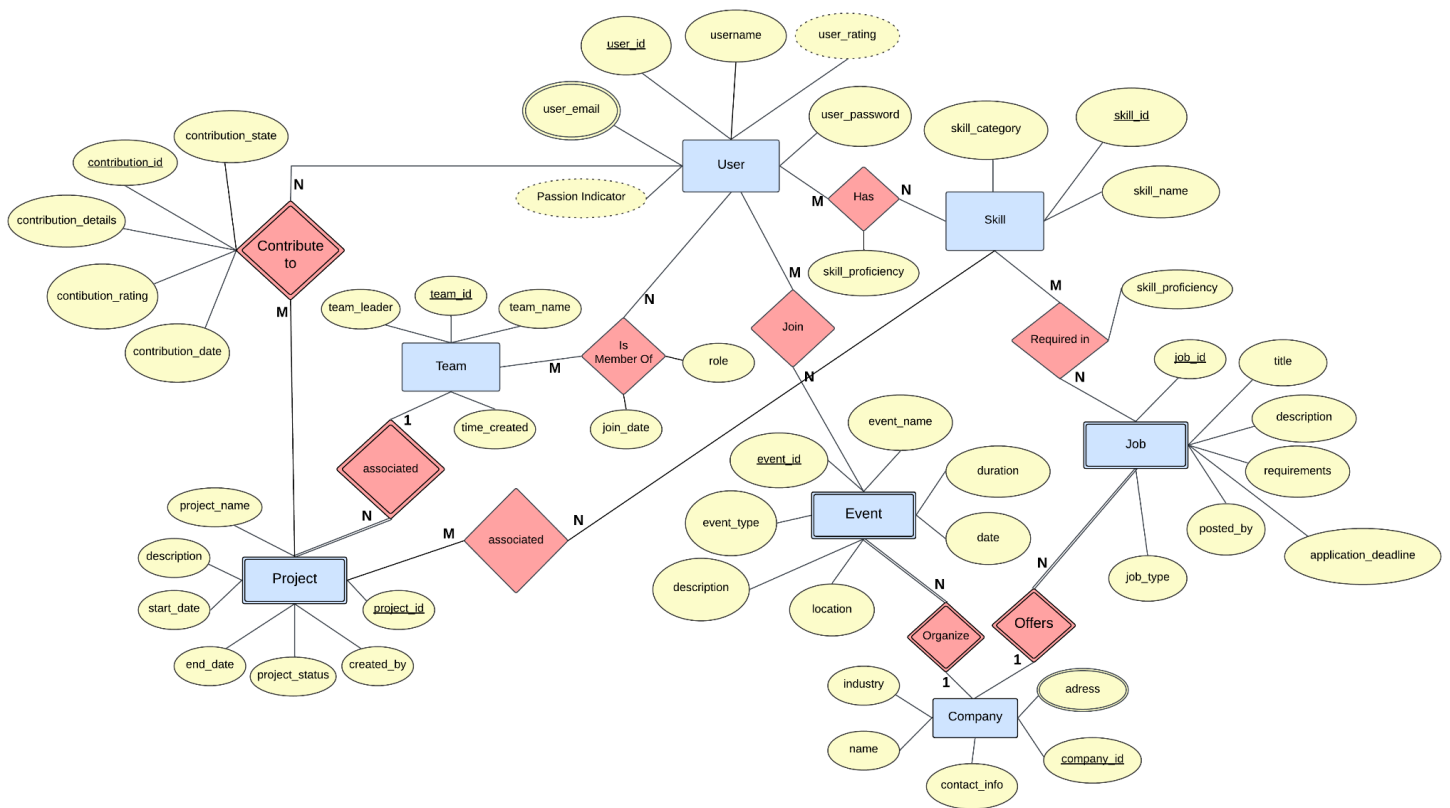 user_id
username
user_rating
user_email
user_password
User
Passion Indicator
contribution_state
contribution_id
contribution_details
contibution_rating
contribution_date
N
Contribute
to
M
skill_category
skill_id
skill_name
Skill
M
Has
N
skill_proficiency
team_leader
team_id
team_name
Team
time_created
M
N
Is
Member Of
role
join_date
M
Join
N
M
Required in
skill_proficiency
N
job_id
title
description
requirements
Job
posted_by
application_deadline
job_type
1
associated
N
M
associated
N
project_name
description
start_date
Project
project_id
end_date
project_status
created_by
event_name
event_id
duration
Event
event_type
date
description
location
N
Organize
1
N
Offers
1
industry
adress
Company
name
company_id
contact_info